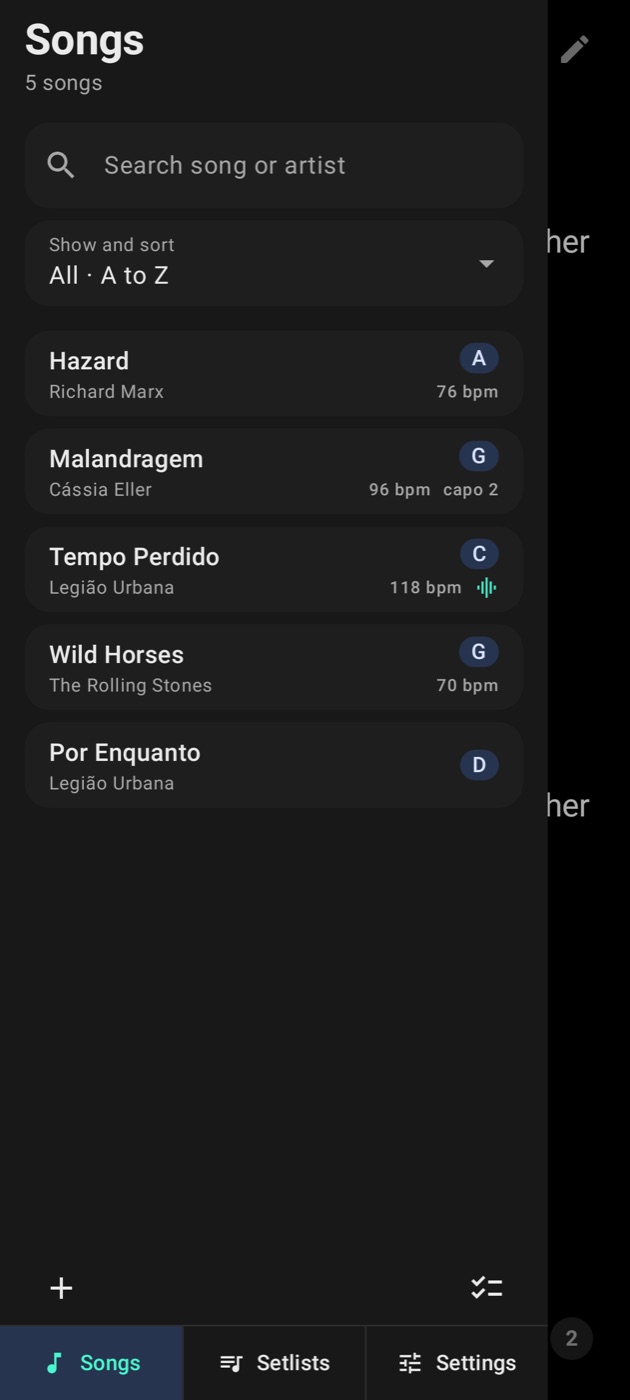 Songs
5 songs
Search song or artist
Show and sort
All · A to Z
Hazard
A
Richard Marx
76 bpm
Malandragem
G
Cássia Eller
96 bpm capo 2
Tempo Perdido
C
Legião Urbana
118 bpm
Wild Horses
G
The Rolling Stones
70 bpm
Por Enquanto
D
Legião Urbana
her
her
2
Songs
Setlists
Settings